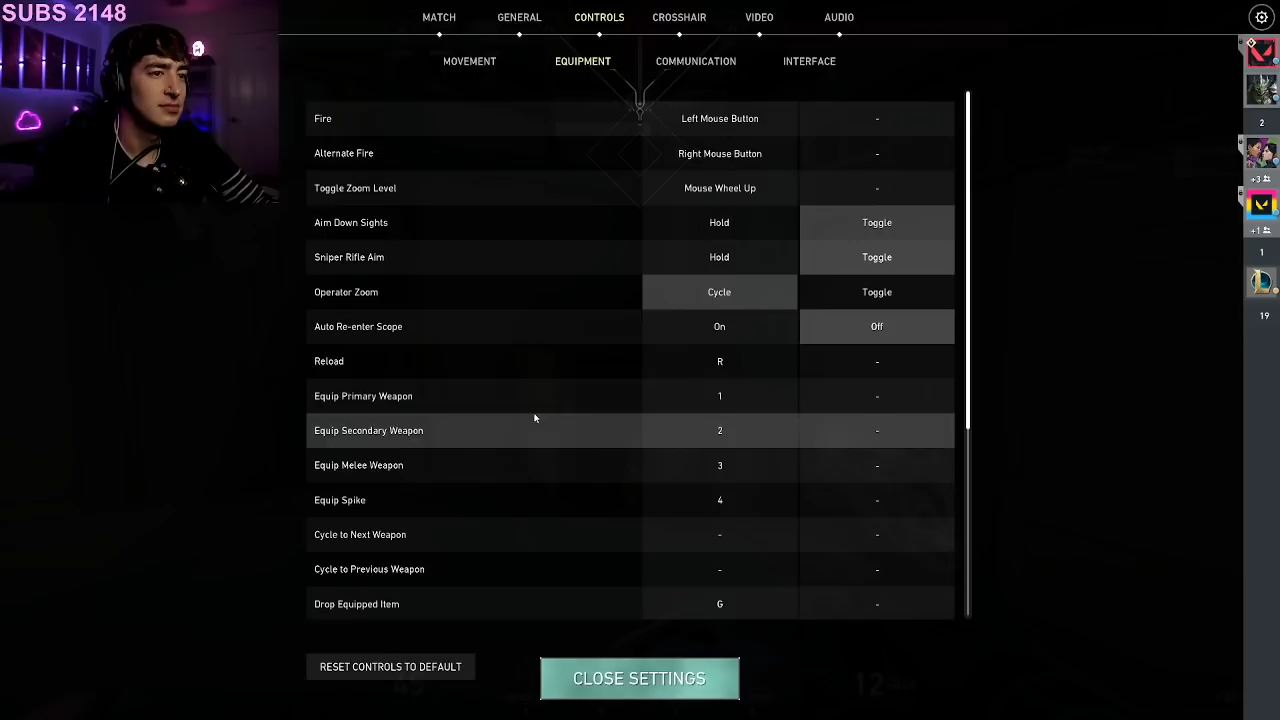 SUBS 2148
MATCH GENERAL CONTROLS CROSSHAIR VIDEO AUDIO
MOVEMENT EQUIPMENT COMMUNICATION INTERFACE
Fire Left Mouse Button -
Alternate Fire Right Mouse Button -
Toggle Zoom Level Mouse Wheel Up -
Aim Down Sights Hold Toggle
Sniper Rifle Aim Hold Toggle
Operator Zoom Cycle Toggle
Auto Re-enter Scope On Off
Reload R -
Equip Primary Weapon 1 -
Equip Secondary Weapon 2 -
Equip Melee Weapon 3 -
Equip Spike 4 -
Cycle to Next Weapon - -
Cycle to Previous Weapon - -
Drop Equipped Item G -
RESET CONTROLS TO DEFAULT
CLOSE SETTINGS
12
2
+3
+1
1
19